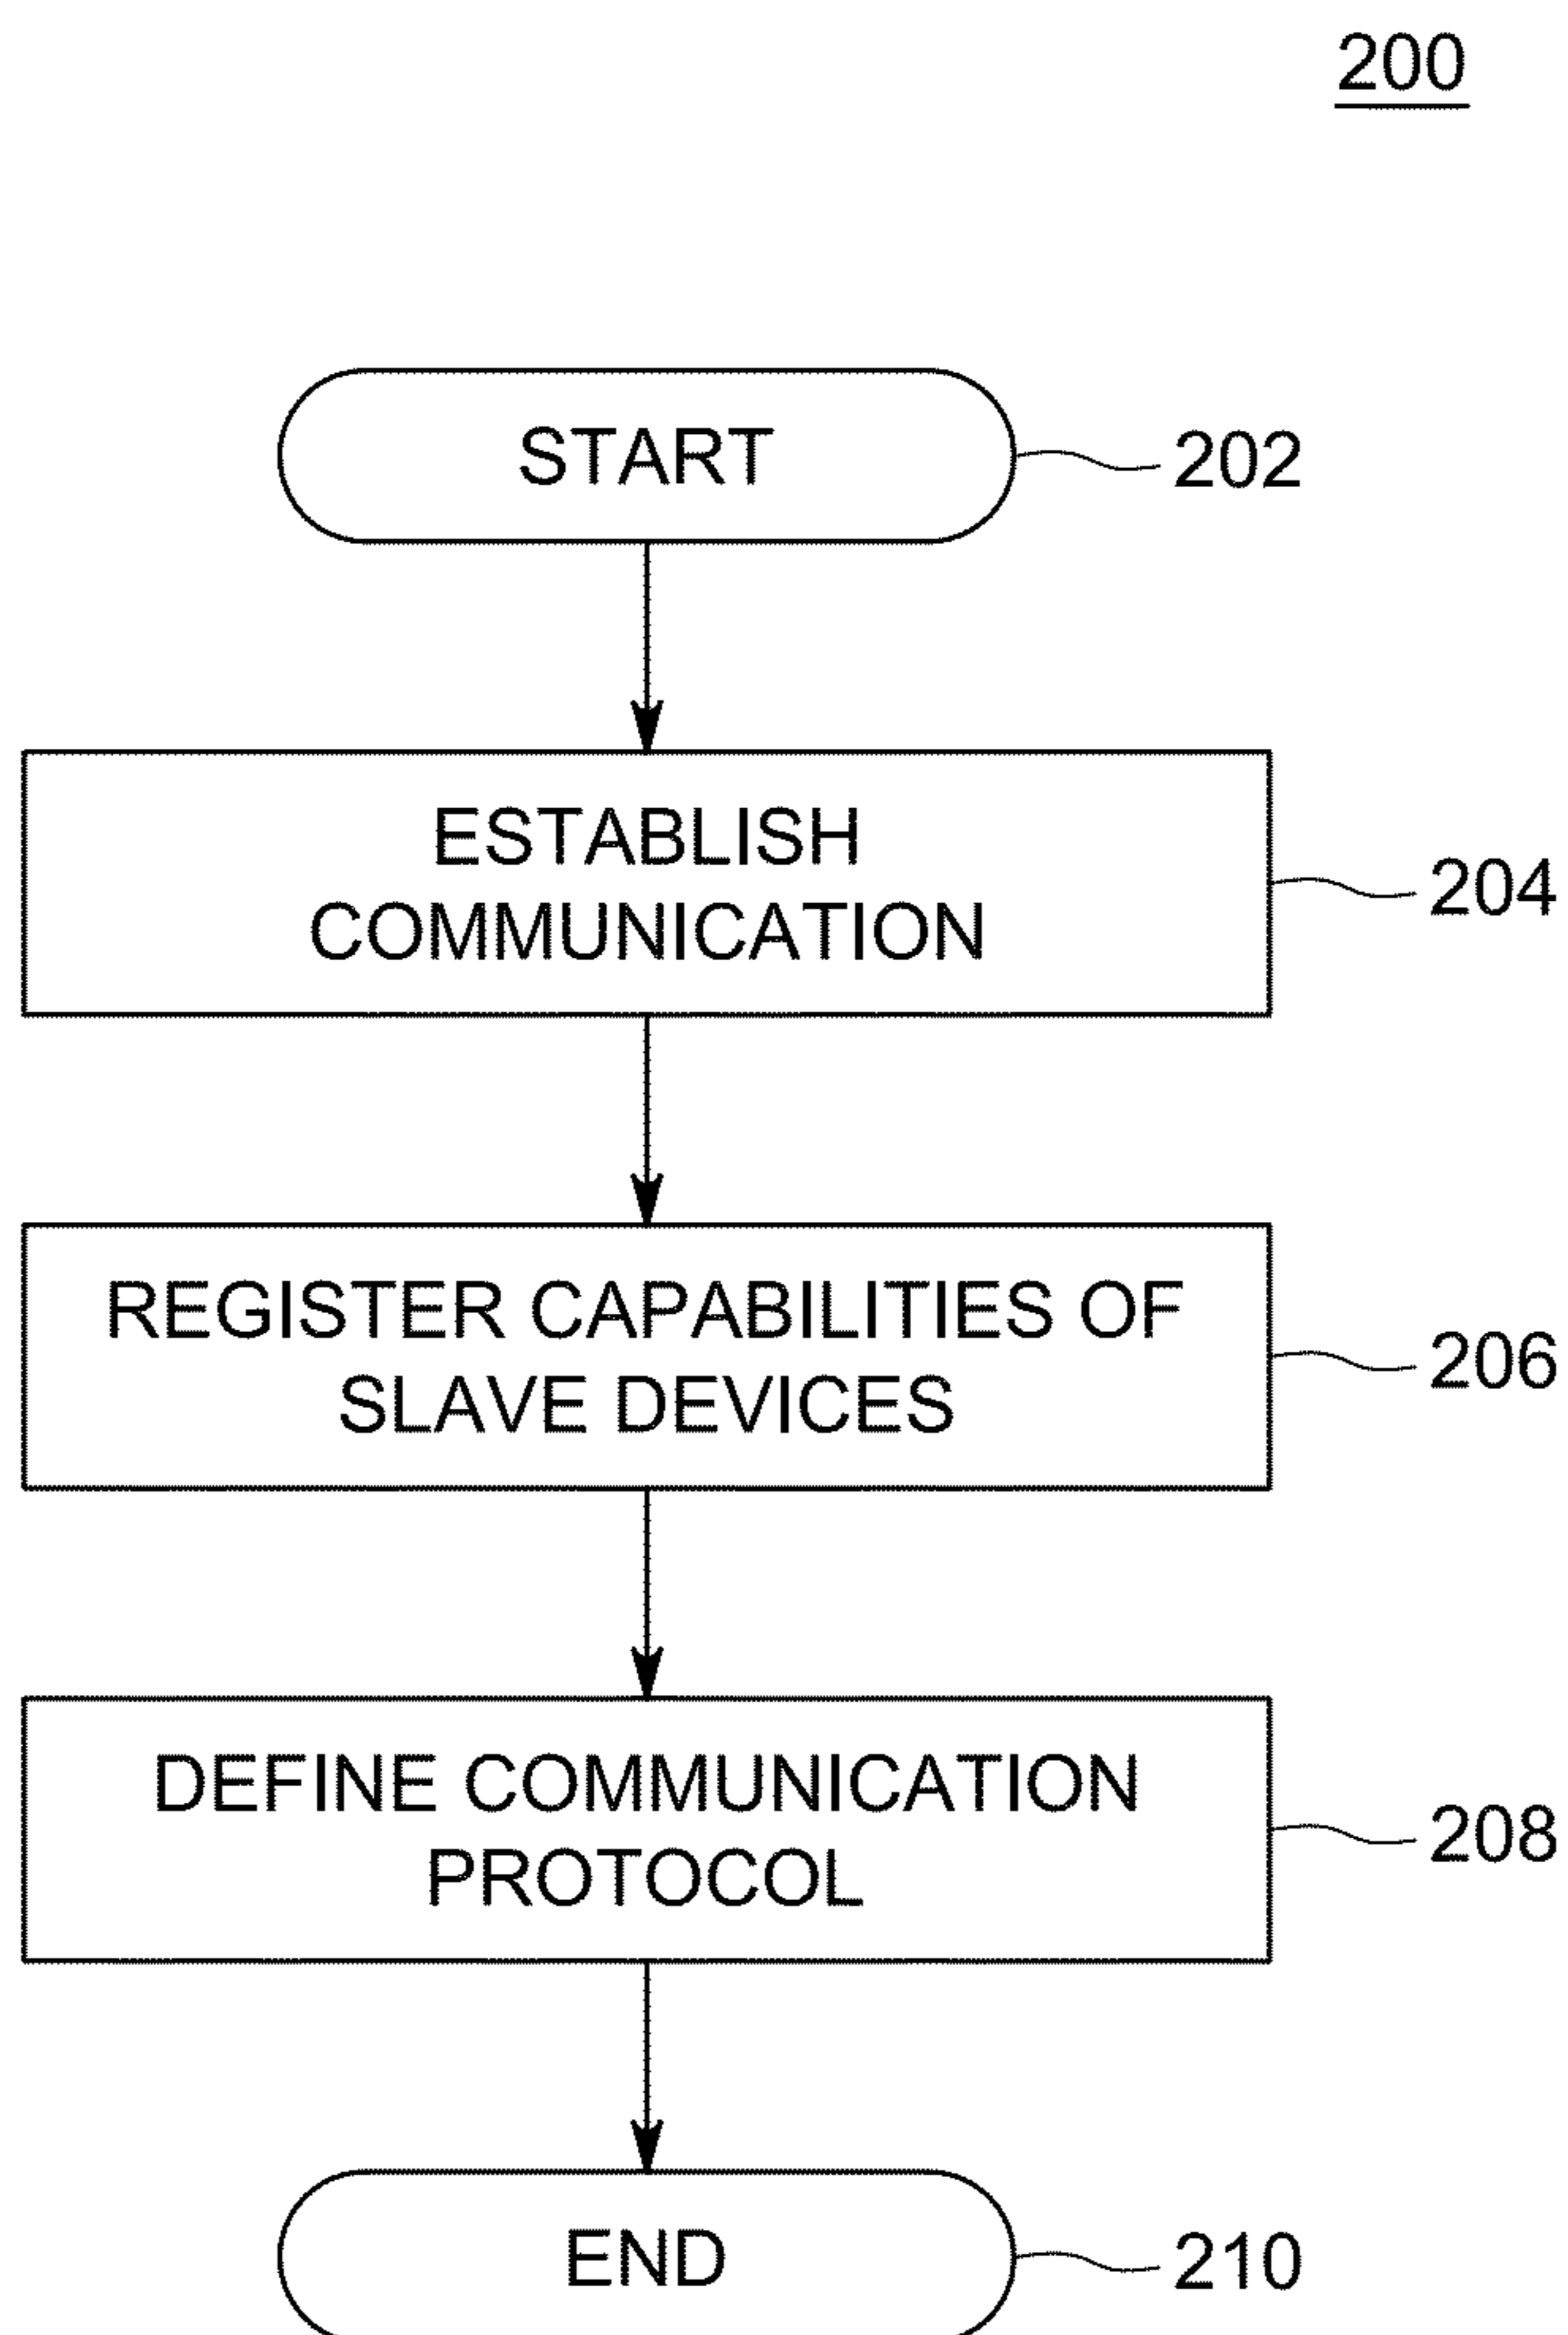 200
START
202
ESTABLISH
COMMUNICATION
204
REGISTER CAPABILITIES OF
SLAVE DEVICES
206
DEFINE COMMUNICATION
PROTOCOL
208
END
210